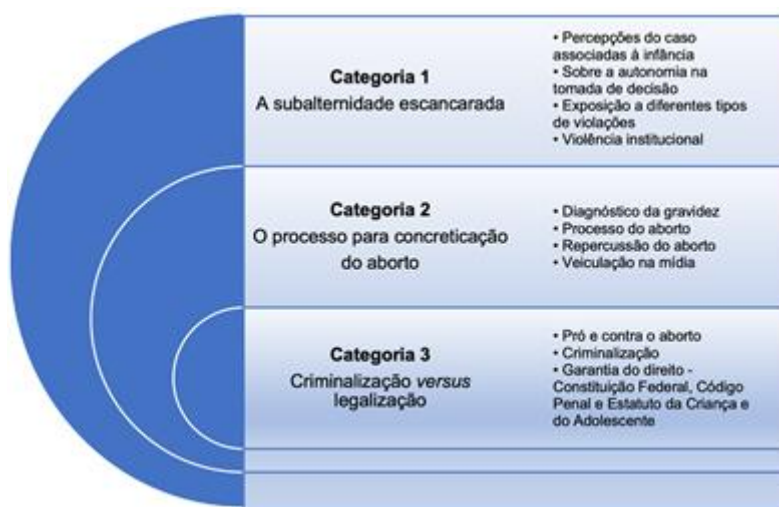 Categoria 1
A subalternidade escancarada
• Percepções do caso
associadas à infância
• Sobre a autonomia na
tomada de decisão
• Exposição a diferentes tipos
de violações
• Violência institucional
Categoria 2
O processo para concreticação
do aborto
• Diagnóstico da gravidez
• Processo do aborto
• Repercussão do aborto
• Veiculação na mídia
Categoria 3
Criminalização versus
legalização
• Pró e contra o aborto
• Criminalização
• Garantia do direito -
Constituição Federal, Código
Penal e Estatuto da Criança e
do Adolescente